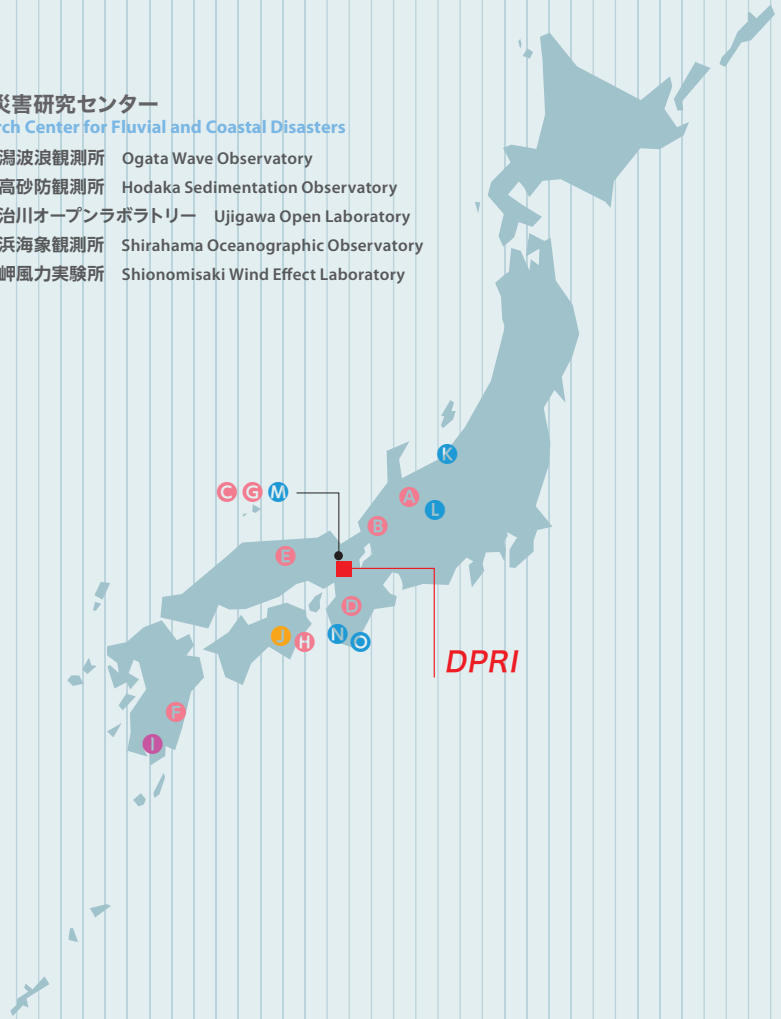 災害研究センター
rch Center for Fluvial and Coastal Disasters
潟波浪観測所 Ogata Wave Observatory
高砂防観測所 Hodaka Sedimentation Observatory
治川オープンラボラトリー Ujigawa Open Laboratory
浜海象観測所 Shirahama Oceanographic Observatory
岬風力実験所 Shionomisaki Wind Effect Laboratory
K
C G M
A
L
B
E
D
J H N O
DPRI
F
I